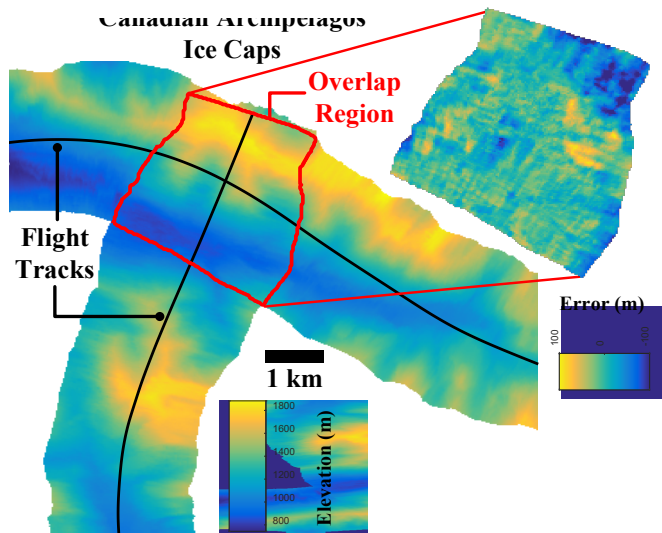 Canadian Archipelagos
Ice Caps
Overlap
Region
Flight
Tracks
1 km
Error (m)
100
0
-100
Elevation (m)
1800
1600
1400
1200
1000
800